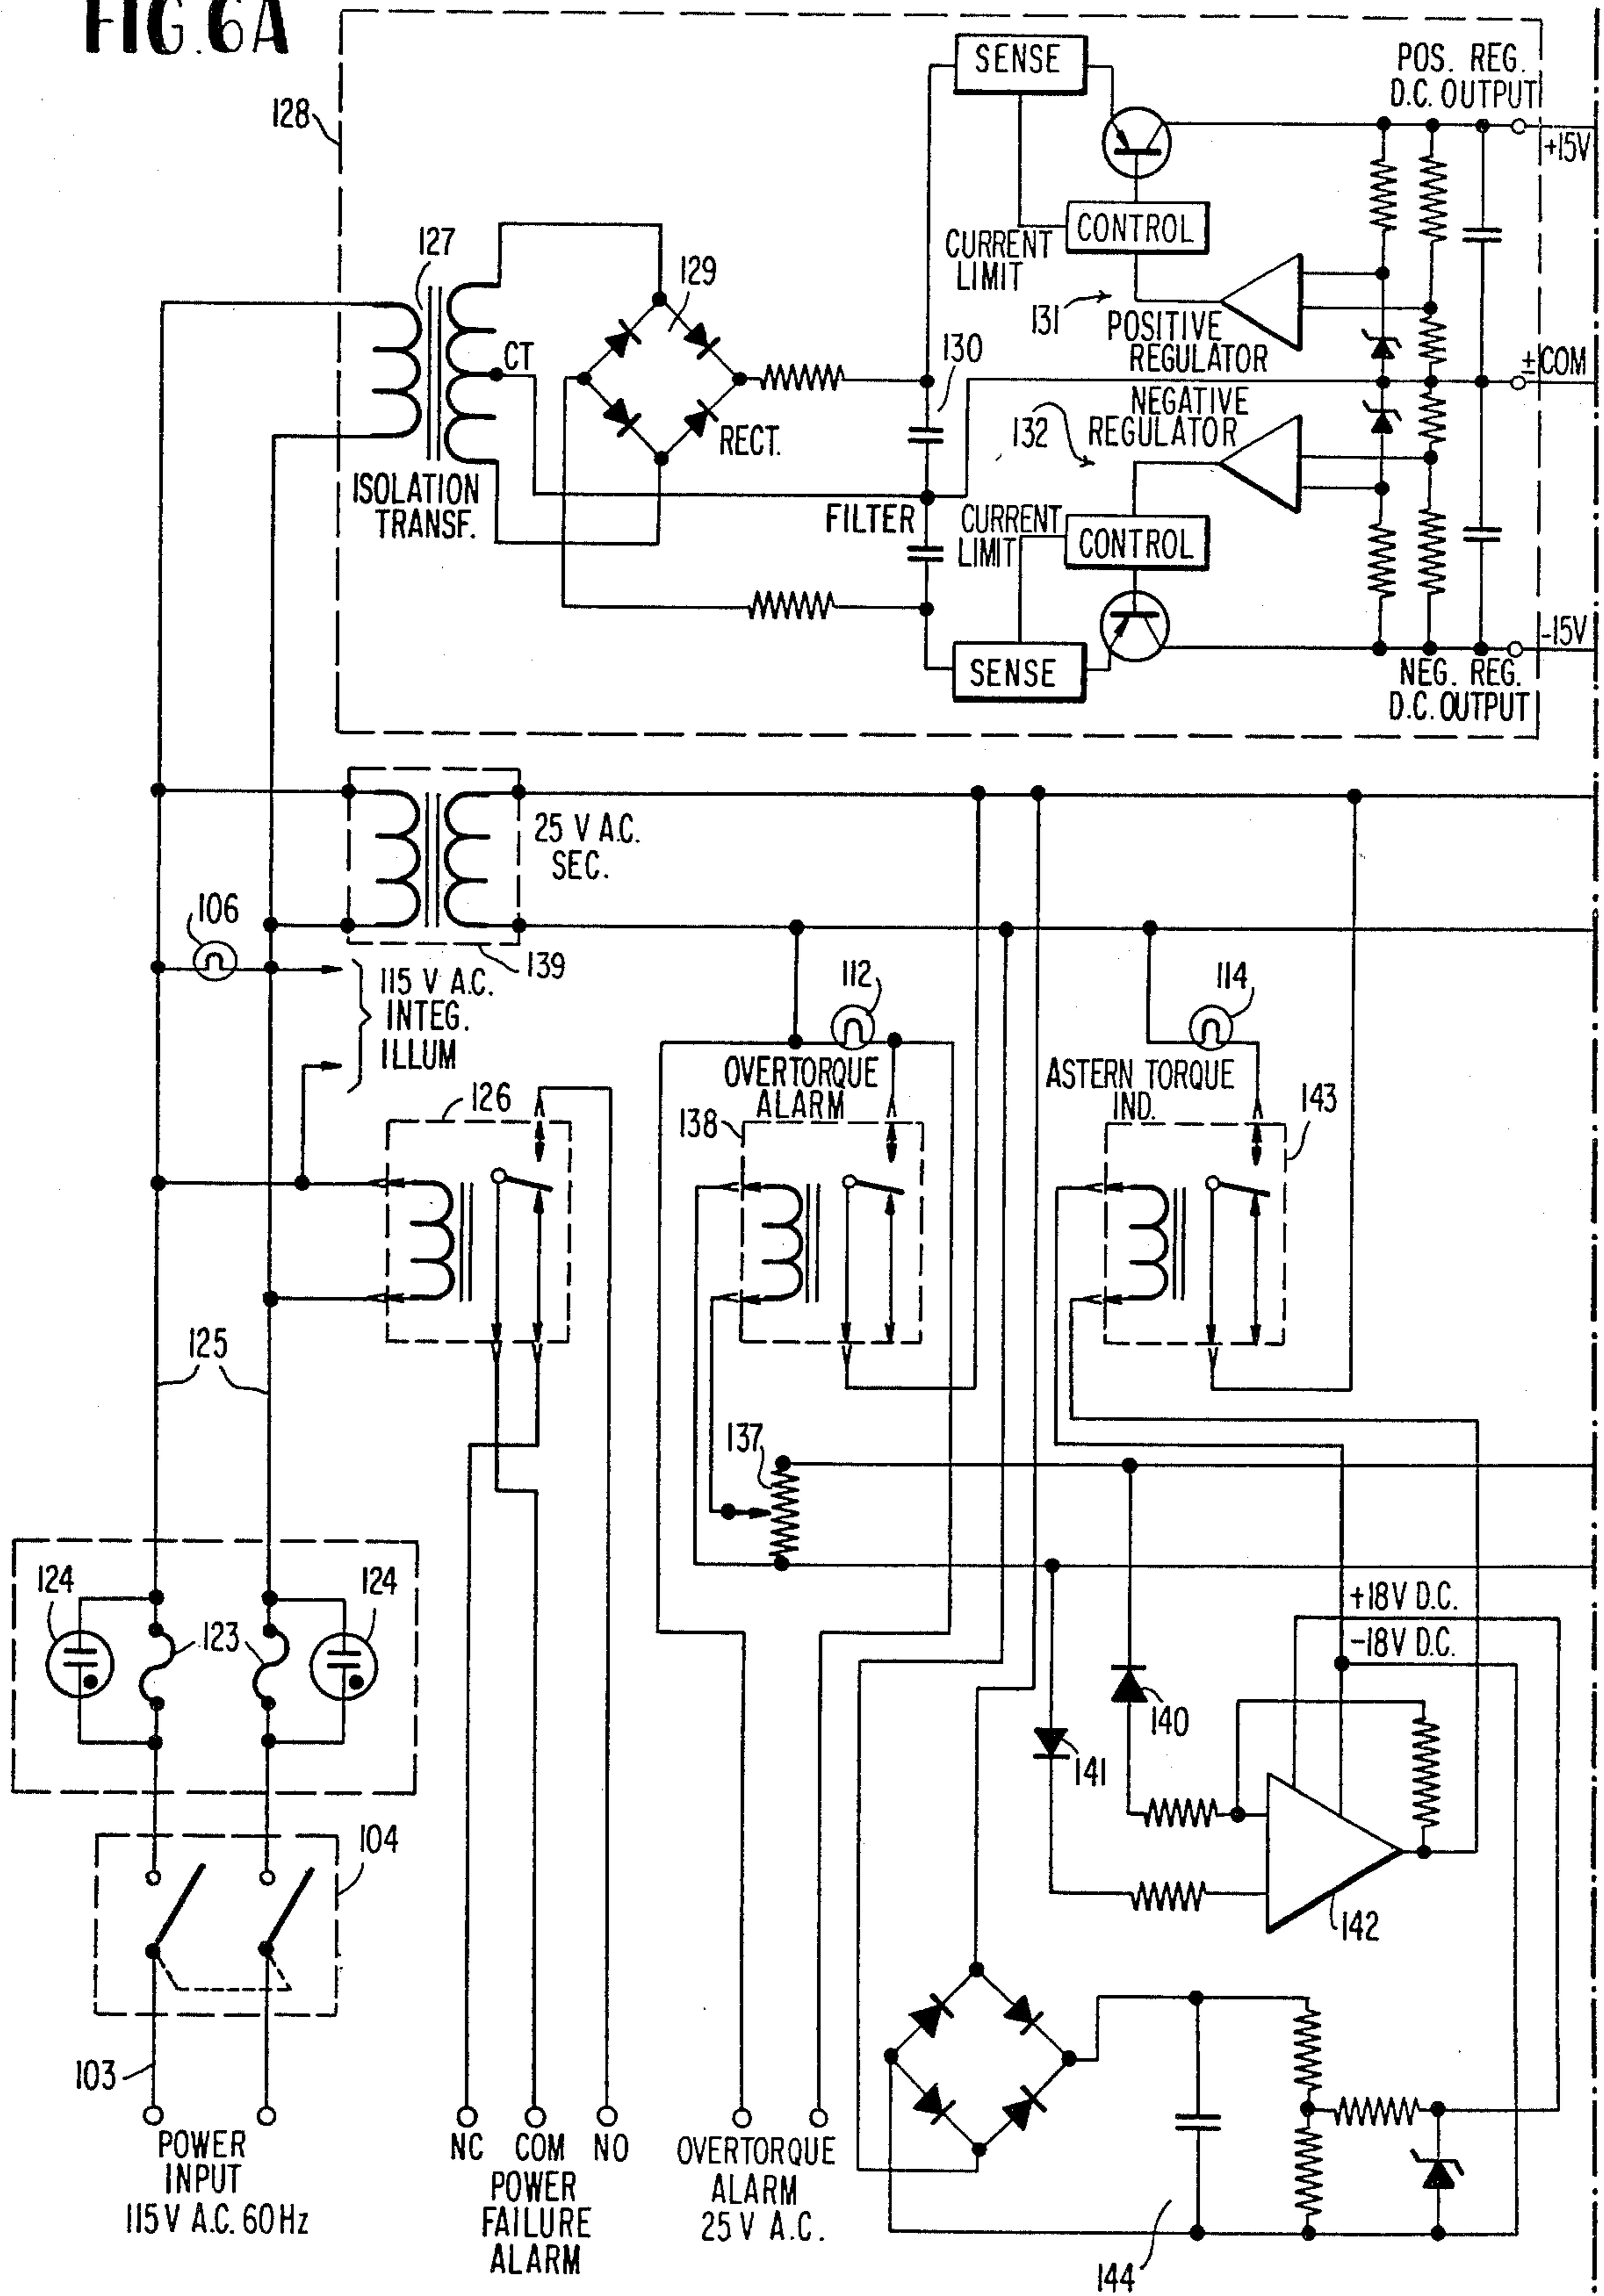 FIG. 6A
128
SENSE
POS. REG.
D.C. OUTPUT
+15V
CONTROL
CURRENT
LIMIT
127
129
131
POSITIVE
REGULATOR
CT
130
± COM
NEGATIVE
REGULATOR
132
RECT.
ISOLATION
TRANSF.
FILTER
CURRENT
LIMIT
CONTROL
-15V
SENSE
NEG. REG.
D.C. OUTPUT
25 V A.C.
SEC.
106
139
115 V A.C.
INTEG.
ILLUM
112
114
OVERTORQUE
ALARM
ASTERN TORQUE
IND.
126
138
143
125
137
124
123
124
+18V D.C.
-18V D.C.
140
141
104
142
103
POWER
INPUT
115V A.C. 60Hz
NC COM NO
POWER
FAILURE
ALARM
OVERTORQUE
ALARM
25 V A.C.
144